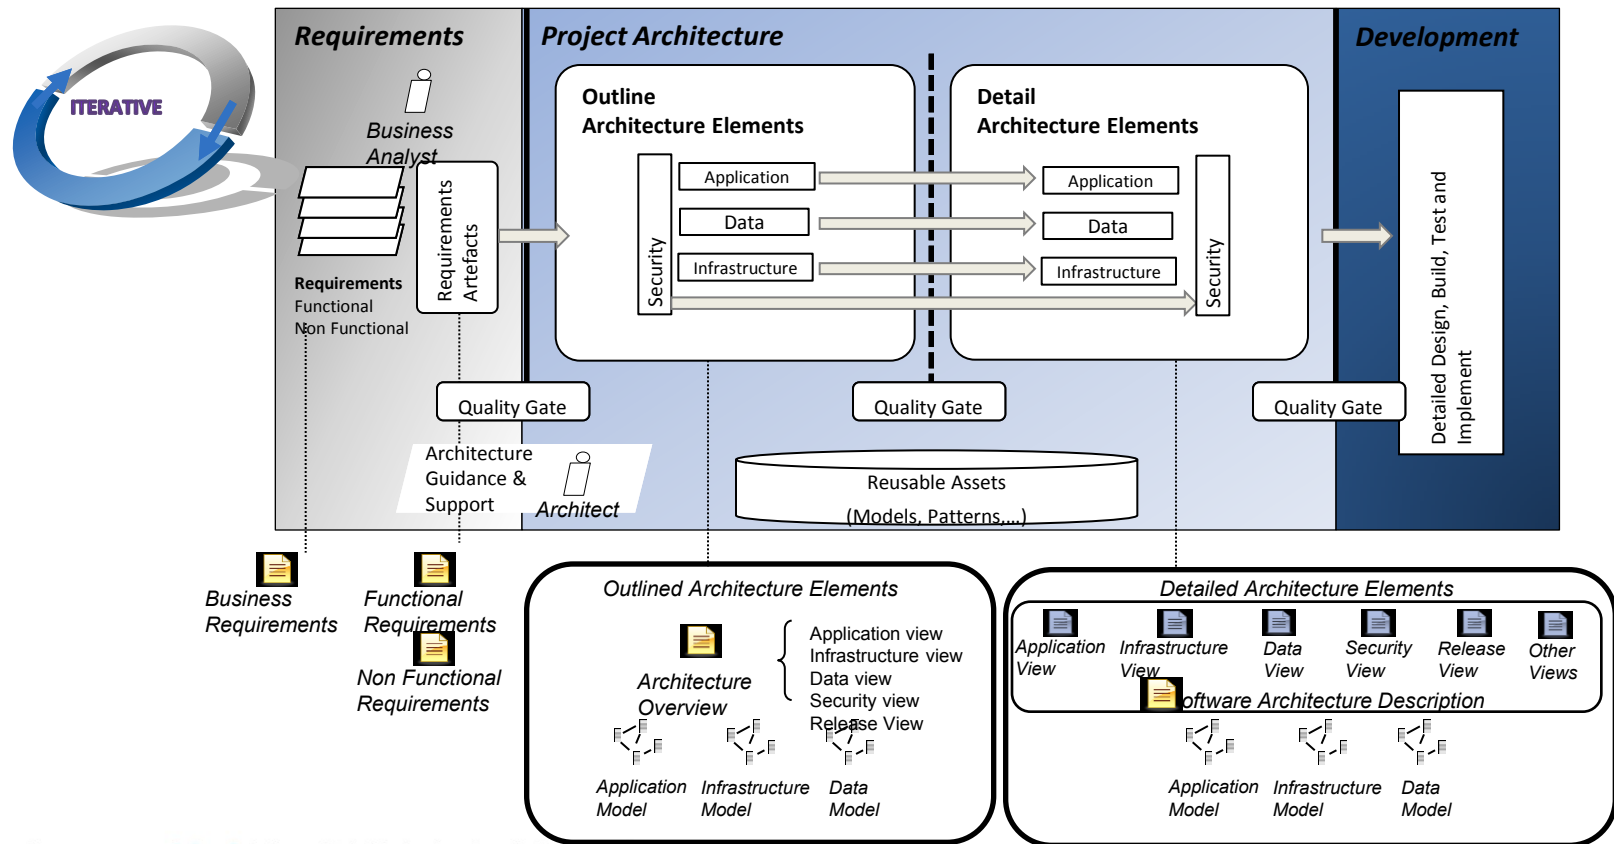 Requirements
Project Architecture
Development
ITERATIVE
Business
Analyst
Requirements
Functional
Non Functional
Requirements
Artefacts
Outline
Architecture Elements
Security
Application
Data
Infrastructure
Detail
Architecture Elements
Application
Data
Infrastructure
Security
Detailed Design, Build, Test and
Implement
Quality Gate
Quality Gate
Quality Gate
Architecture
Guidance &
Support
Architect
Reusable Assets
(Models, Patterns,...)
Business
Requirements
Functional
Requirements
Non Functional
Requirements
Outlined Architecture Elements
Architecture
Overview
Application view
Infrastructure view
Data view
Security view
Release View
Application
Model
Infrastructure
Model
Data
Model
Detailed Architecture Elements
Application
View
Infrastructure
View
Data
View
Security
View
Release
View
Other
Views
oftware Architecture Description
Application
Model
Infrastructure
Model
Data
Model